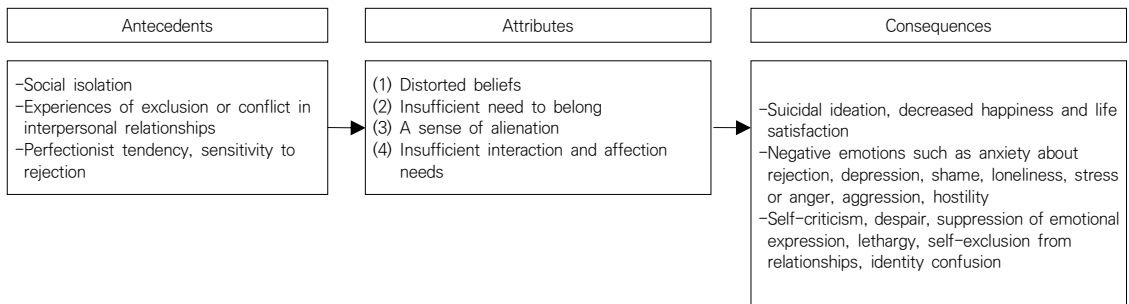 Antecedents
Attributes
Consequences
-Social isolation
-Experiences of exclusion or conflict in
interpersonal relationships
-Perfectionist tendency, sensitivity to
rejection
(1) Distorted beliefs
(2) Insufficient need to belong
(3) A sense of alienation
(4) Insufficient interaction and affection
needs
-Suicidal ideation, decreased happiness and life
satisfaction
-Negative emotions such as anxiety about
rejection, depression, shame, loneliness, stress
or anger, aggression, hostility
-Self-criticism, despair, suppression of emotional
expression, lethargy, self-exclusion from
relationships, identity confusion